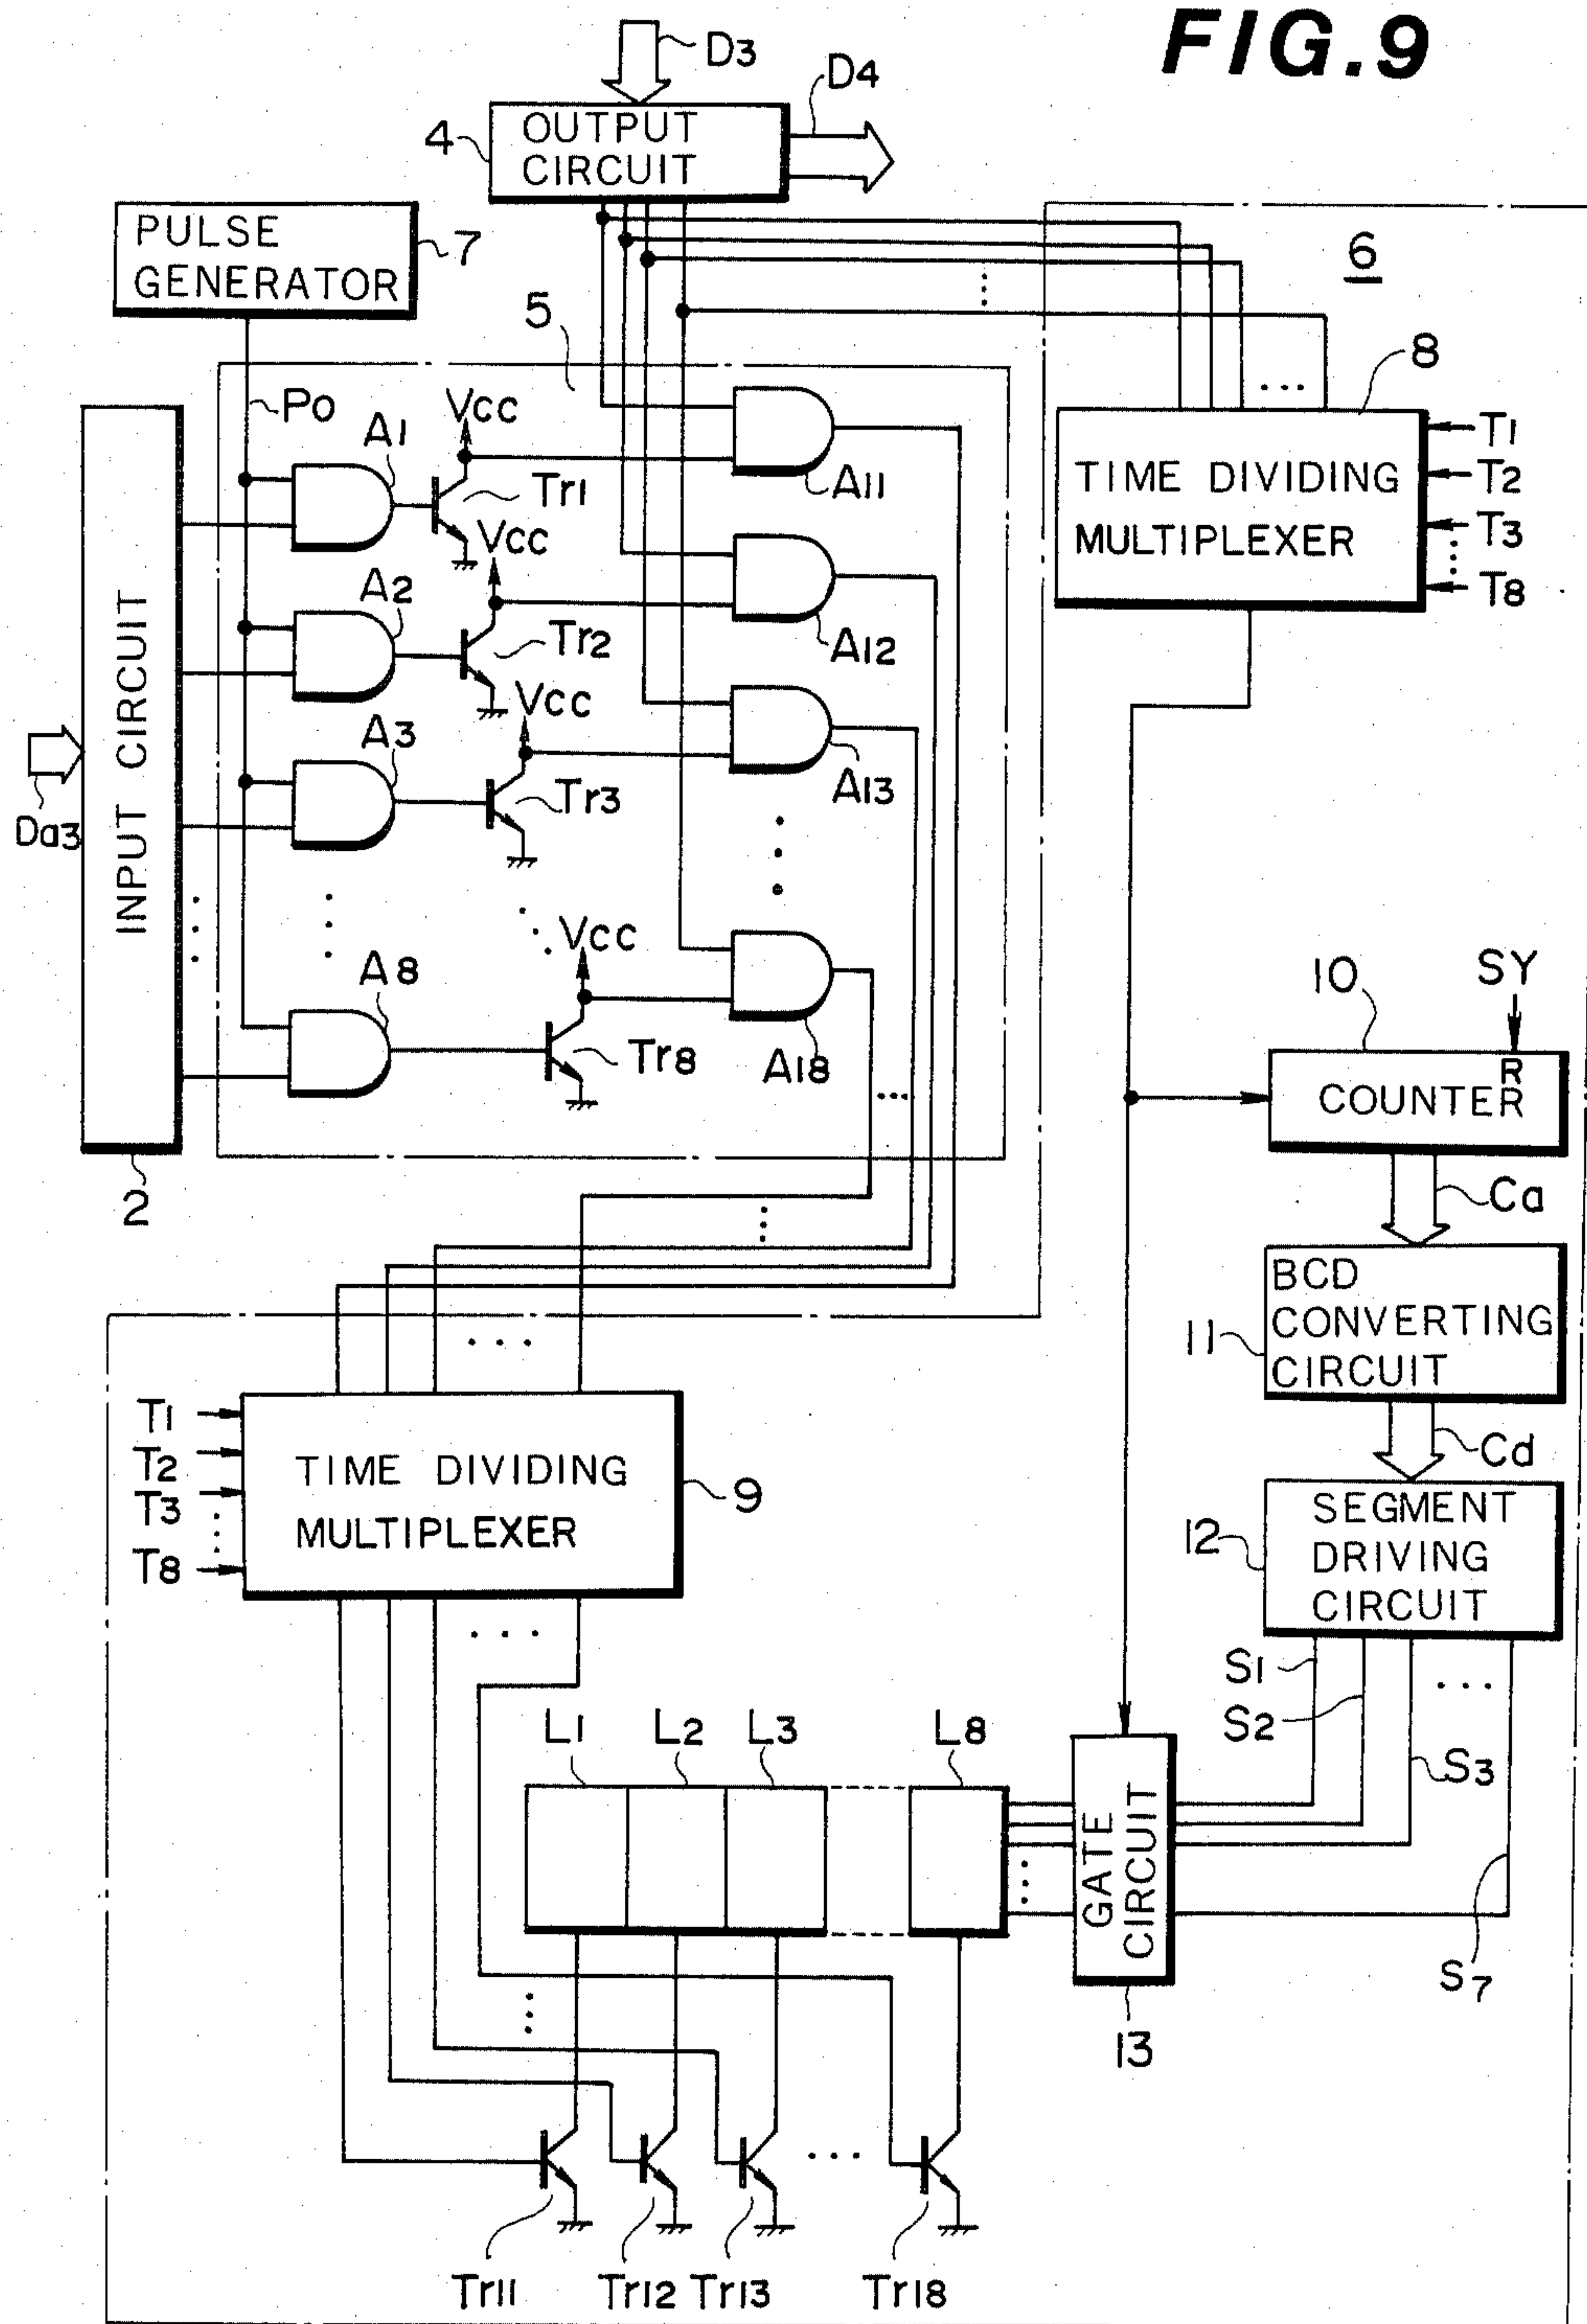 FIG.9
D3
D4
4
OUTPUT
CIRCUIT
PULSE
GENERATOR
7
6
5
8
Po
Vcc
A1
Tr1
A11
TIME DIVIDING
MULTIPLEXER
T1
T2
T3
T8
Vcc
A2
Tr2
A12
Vcc
A3
Tr3
A13
INPUT CIRCUIT
Da3
Vcc
A8
Tr8
A18
2
10
SY
R
COUNTER
Ca
11
BCD
CONVERTING
CIRCUIT
Cd
T1
T2
T3
T8
TIME DIVIDING
MULTIPLEXER
9
12
SEGMENT
DRIVING
CIRCUIT
S1
S2
S3
S7
L1
L2
L3
L8
GATE
CIRCUIT
13
Tr11
Tr12
Tr13
Tr18